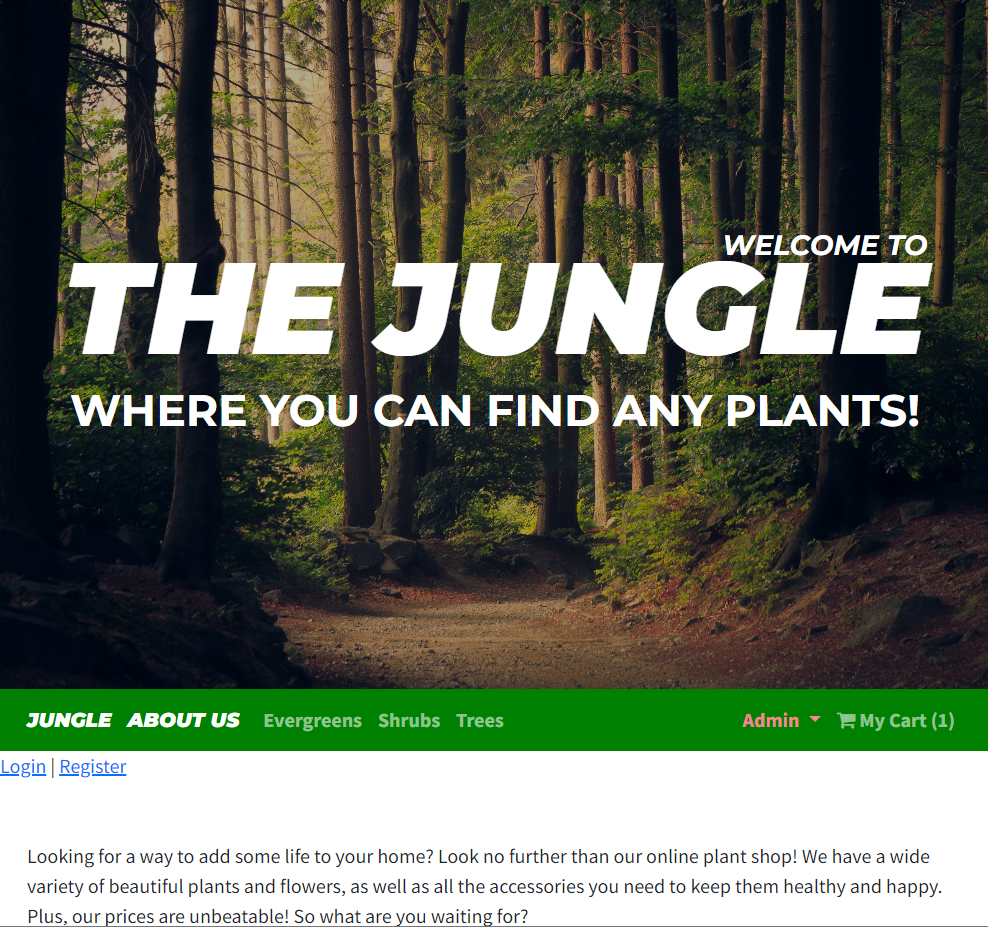 WELCOME TO
THE JUNGLE
WHERE YOU CAN FIND ANY PLANTS!
JUNGLE ABOUT US Evergreens Shrubs Trees Admin My Cart (1)
Login | Register
Looking for a way to add some life to your home? Look no further than our online plant shop! We have a wide
variety of beautiful plants and flowers, as well as all the accessories you need to keep them healthy and happy.
Plus, our prices are unbeatable! So what are you waiting for?